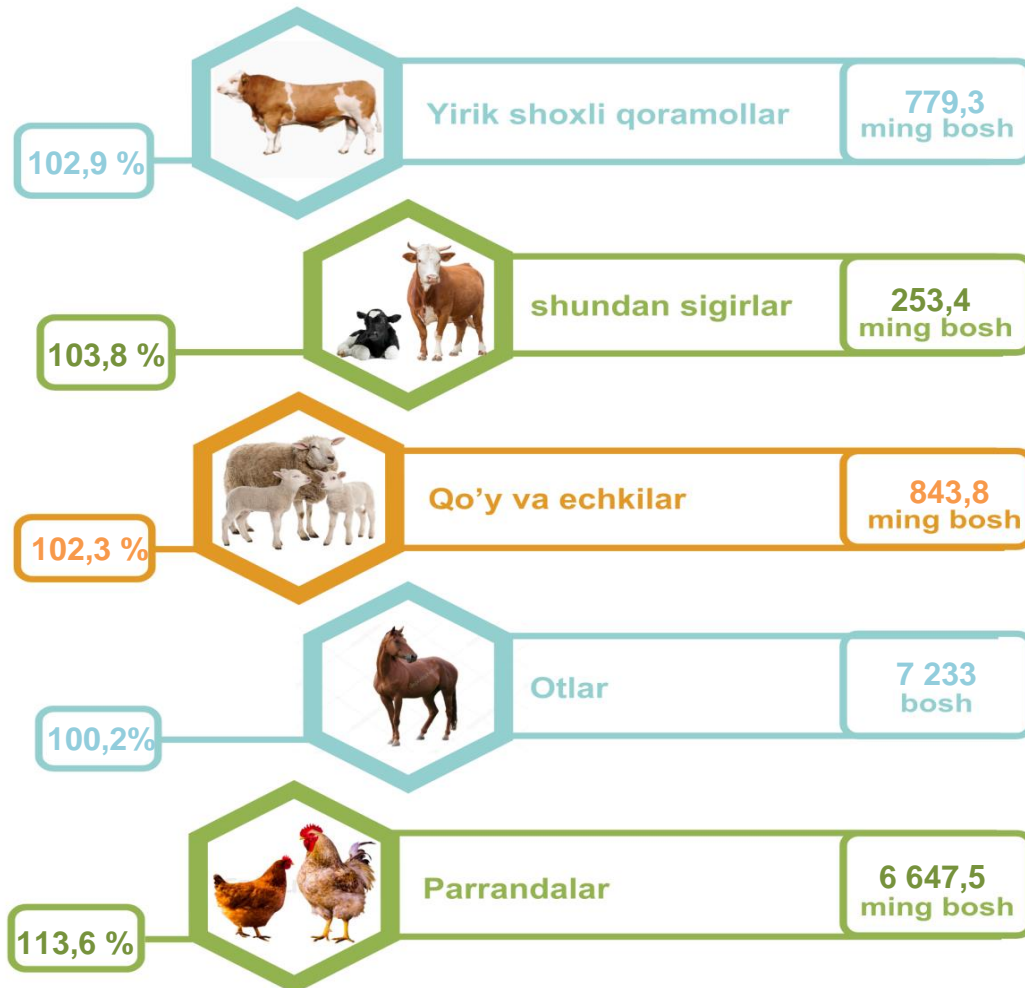 Yirik shoxli qoramollar
779,3
ming bosh
102,9 %
shundan sigirlar
253,4
ming bosh
103,8 %
Qo’y va echkilar
843,8
ming bosh
102,3 %
Otlar
7 233
bosh
100,2%
Parrandalar
6 647,5
ming bosh
113,6 %